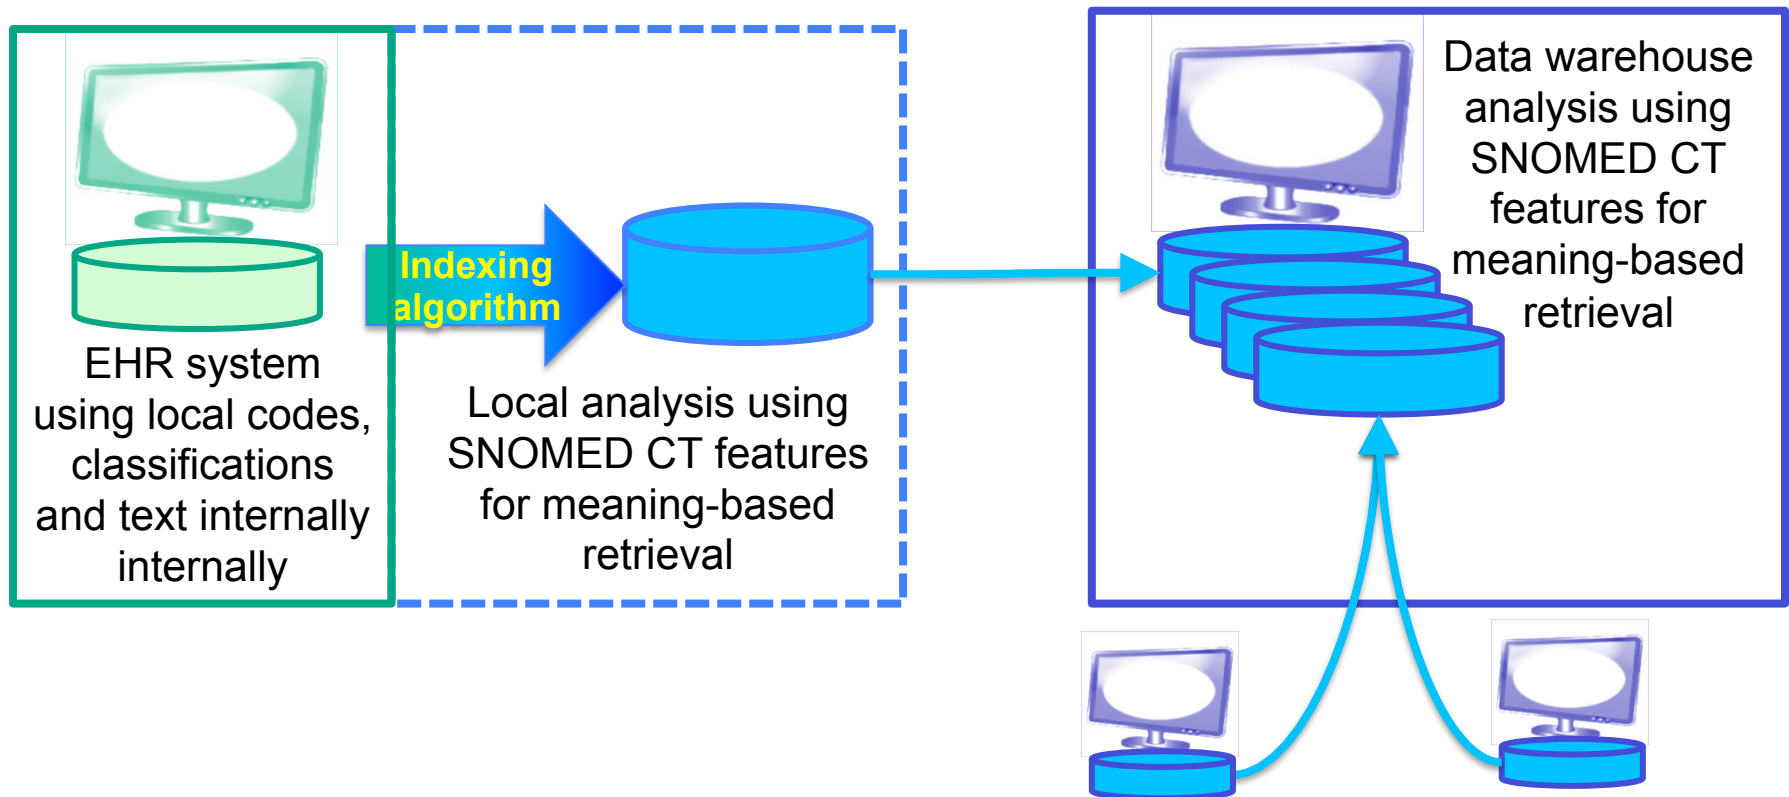 EHR system
using local codes,
classifications
and text internally
internally
Indexing
algorithm
Local analysis using
SNOMED CT features
for meaning-based
retrieval
Data warehouse
analysis using
SNOMED CT
features for
meaning-based
retrieval